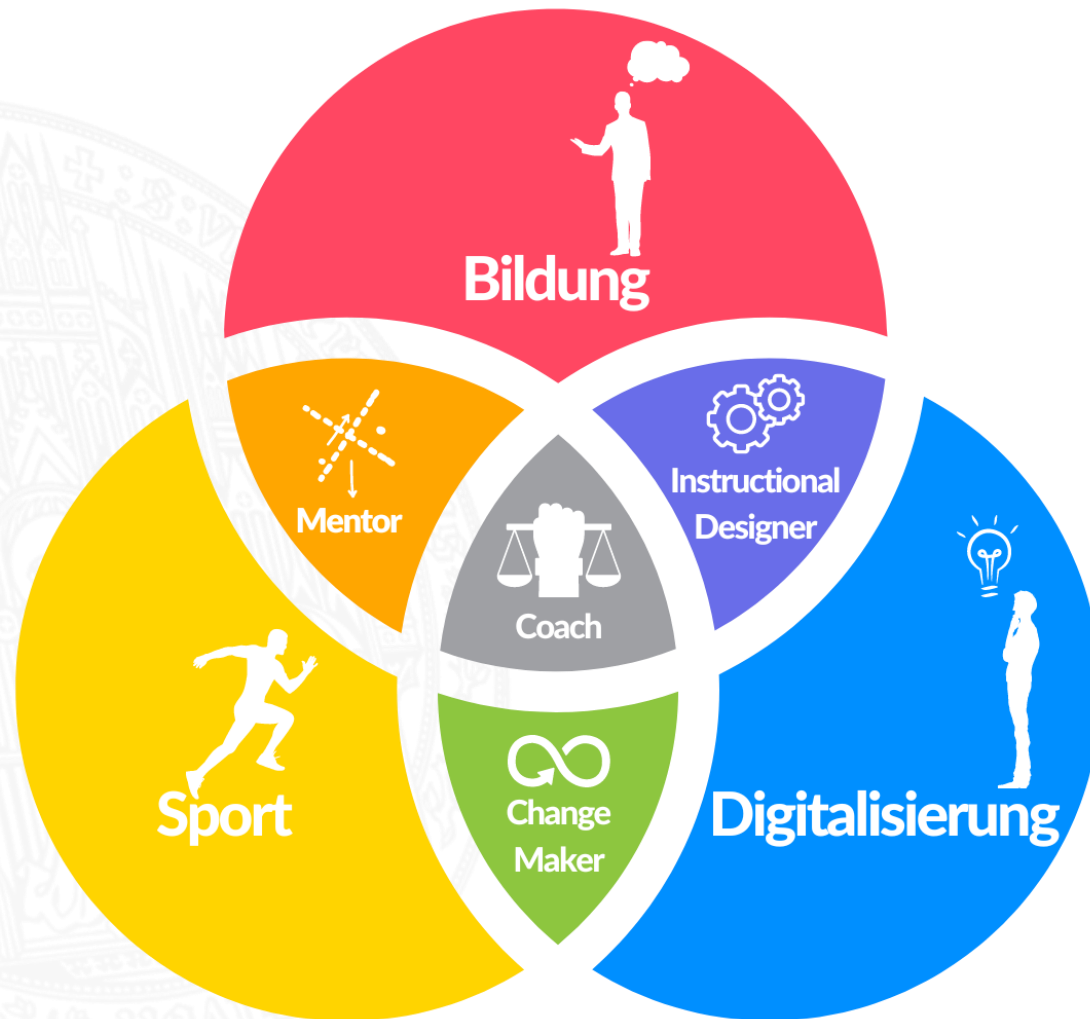 Bildung
Mentor
Instructional
Designer
Coach
Sport
Change
Maker
Digitalisierung